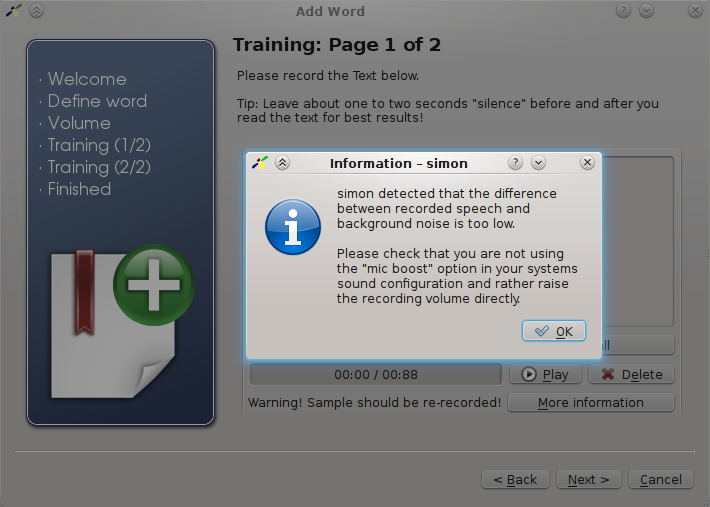 Add Word
Training: Page 1 of 2
· Welcome
· Define word
· Volume
· Training (1/2)
· Training (2/2)
· Finished
Please record the Text below.
Tip: Leave about one to two seconds "silence" before and after you
read the text for best results!
Information – simon
simon detected that the difference
between recorded speech and
background noise is too low.
Please check that you are not using
the "mic boost" option in your systems
sound configuration and rather raise
the recording volume directly.
OK
00:00 / 00:88
Play
Delete
Warning! Sample should be re-recorded!
More information
< Back
Next >
Cancel